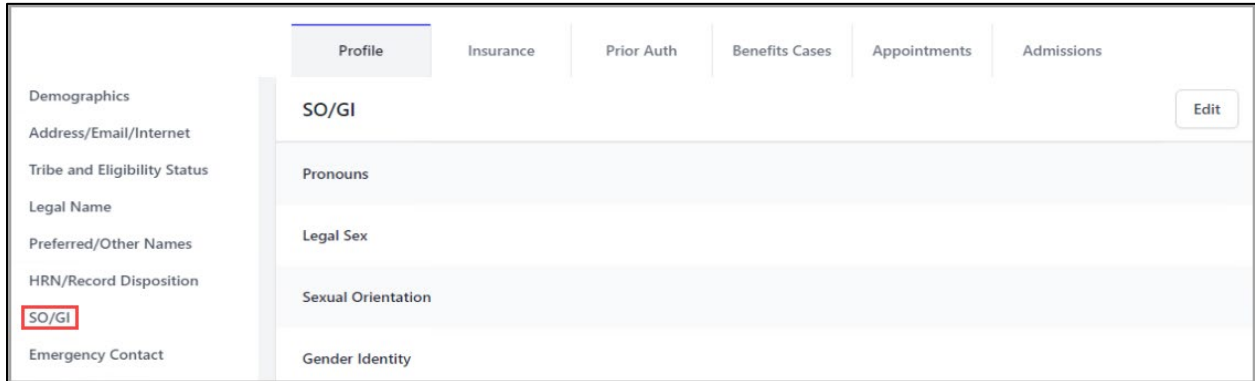 Profile
Insurance
Prior Auth
Benefits Cases
Appointments
Admissions
Demographics
Address/Email/Internet
Tribe and Eligibility Status
Legal Name
Preferred/Other Names
HRN/Record Disposition
SO/GI
Emergency Contact
SO/GI
Edit
Pronouns
Legal Sex
Sexual Orientation
Gender Identity